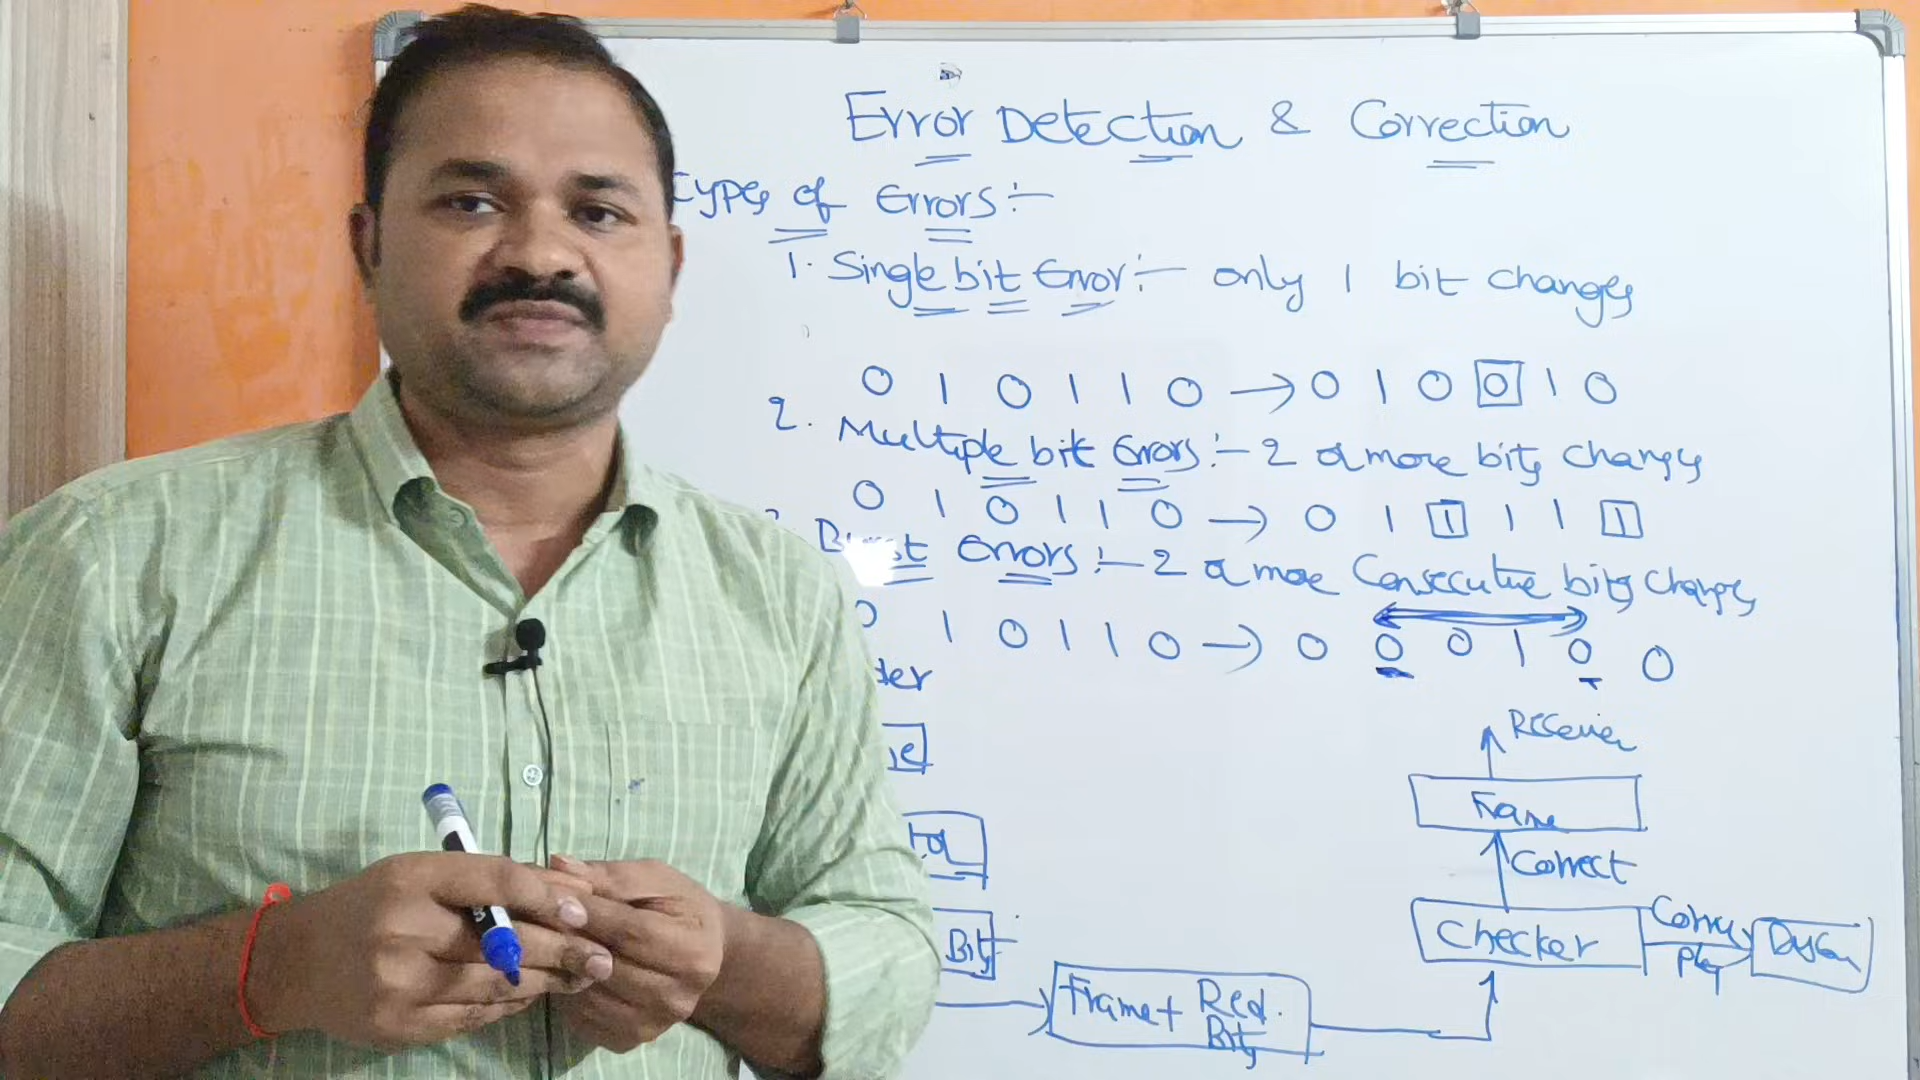 Error Detection & Correction
Types of Errors:-
1. Single bit Error:- only 1 bit changes
0 1 0 1 1 0 → 0 1 0 0 1 0
2. Multiple bit Errors:- 2 or more bits changes
0 1 0 1 1 0 → 0 1 1 1 1 1
Burst Errors:- 2 or more Consecutive bits changes
0 1 0 1 1 0 → 0 0 0 1 0 0
der
Receiver
Frame
Correct
Checker
Bits
Frame + Red.
Bits